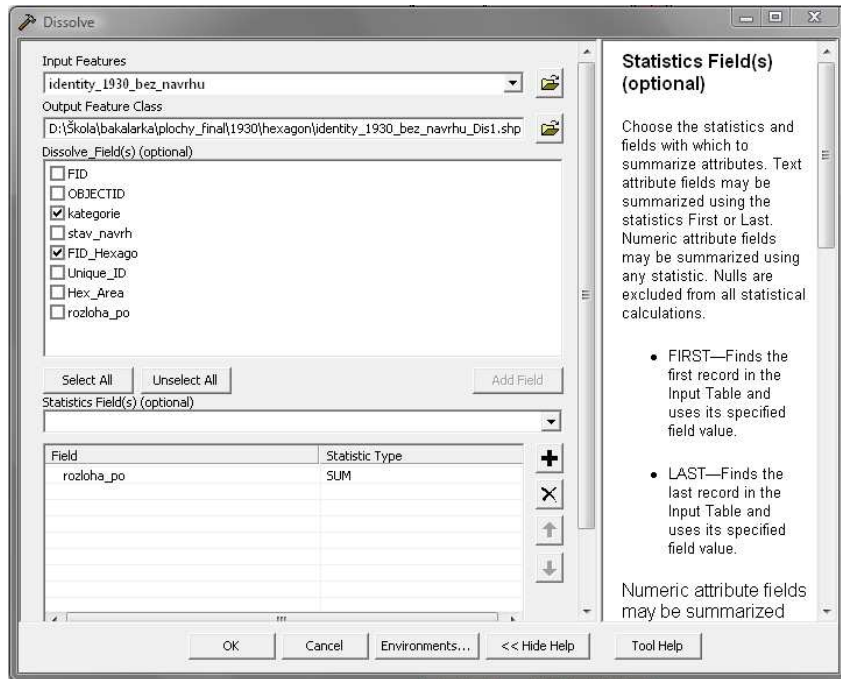 Dissolve
Input Features
identity_1930_bez_navrhu
Output Feature Class
D:\Škola\bakalarka\plochy_final\1930\hexagon\identity_1930_bez_navrhu_Dis1.shp
Dissolve_Field(s) (optional)
FID
OBJECTID
kategorie
stav_navrh
FID_Hexago
Unique_ID
Hex_Area
rozloha_po
Select All
Unselect All
Add Field
Statistics Field(s) (optional)
Field
Statistic Type
rozloha_po
SUM
OK
Cancel
Environments...
<< Hide Help
Tool Help
Statistics Field(s)
(optional)
Choose the statistics and
fields with which to
summarize attributes. Text
attribute fields may be
summarized using the
statistics First or Last.
Numeric attribute fields
may be summarized using
any statistic. Nulls are
excluded from all statistical
calculations.
• FIRST—Finds the
first record in the
Input Table and
uses its specified
field value.
• LAST—Finds the
last record in the
Input Table and
uses its specified
field value.
Numeric attribute fields
may be summarized